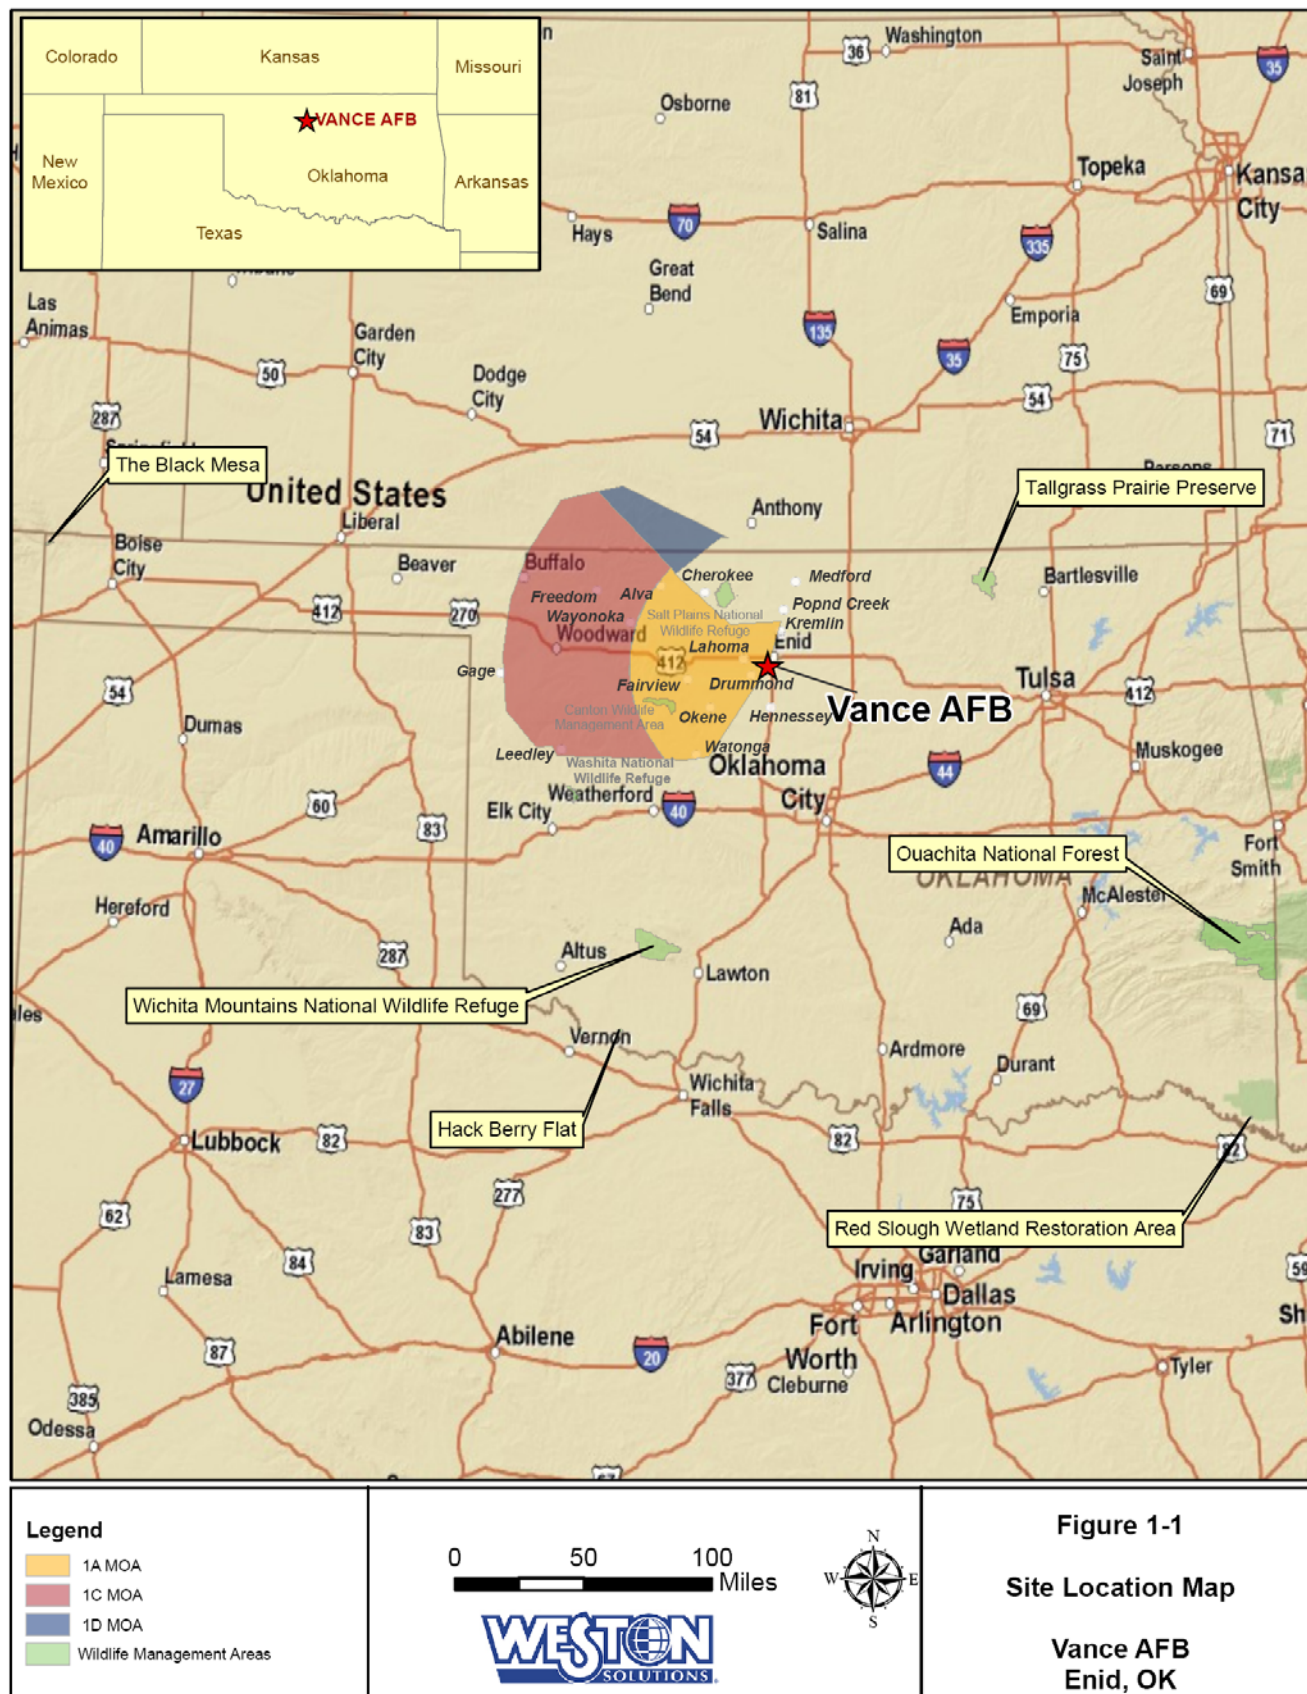 Colorado
Kansas
Missouri
VANCE AFB
New
Mexico
Oklahoma
Arkansas
Texas
n
36
Washington
Saint
Joseph
35
81
Osborne
Topeka
Kansa
City
Hays
70
Salina
335
Great
Bend
69
Las
Animas
Emporia
135
Garden
City
35
75
50
Dodge
City
54
287
Wichita
54
71
The Black Mesa
Tallgrass Prairie Preserve
United States
Anthony
Liberal
Boise
City
Beaver
Buffalo
Cherokee
Medford
Bartlesville
Freedom
Alva
412
270
Wayonoka
Salt Plains National
Wildlife Refuge
Popnd Creek
Kremlin
Woodward
Lahoma
Enid
412
Gage
Fairview
Drummond
Tulsa
54
412
Canton Wildlife
Management Area
Okene
Hennessey
Vance AFB
Dumas
Leedley
Watonga
Muskogee
Washita National
Wildlife Refuge
Oklahoma
City
44
Weatherford
60
Elk City
40
83
Amarillo
40
Fort
Smith
Ouachita National Forest
OKLAHOMA
McAlester
Hereford
Ada
287
Altus
Lawton
Wichita Mountains National Wildlife Refuge
69
les
Vernon
Ardmore
Durant
27
Wichita
Falls
Hack Berry Flat
Lubbock
82
82
82
277
75
62
83
Red Slough Wetland Restoration Area
84
Garland
Irving
59
Lamesa
Dallas
Fort
Worth
Arlington
Sh
Abilene
87
20
Tyler
377
Cleburne
385
Odessa
67
Legend
1A MOA
1C MOA
1D MOA
Wildlife Management Areas
0 50 100
Miles
WESTON
SOLUTIONS
N
W E
S
Figure 1-1
Site Location Map
Vance AFB
Enid, OK